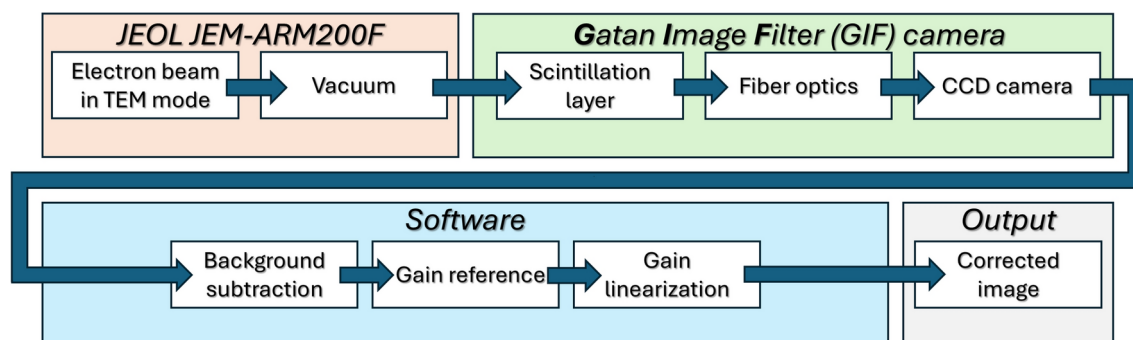 JEOL JEM-ARM200F
Gatan Image Filter (GIF) camera
Electron beam
in TEM mode
Vacuum
Scintillation
layer
Fiber optics
CCD camera
Software
Output
Background
subtraction
Gain reference
Gain
linearization
Corrected
image